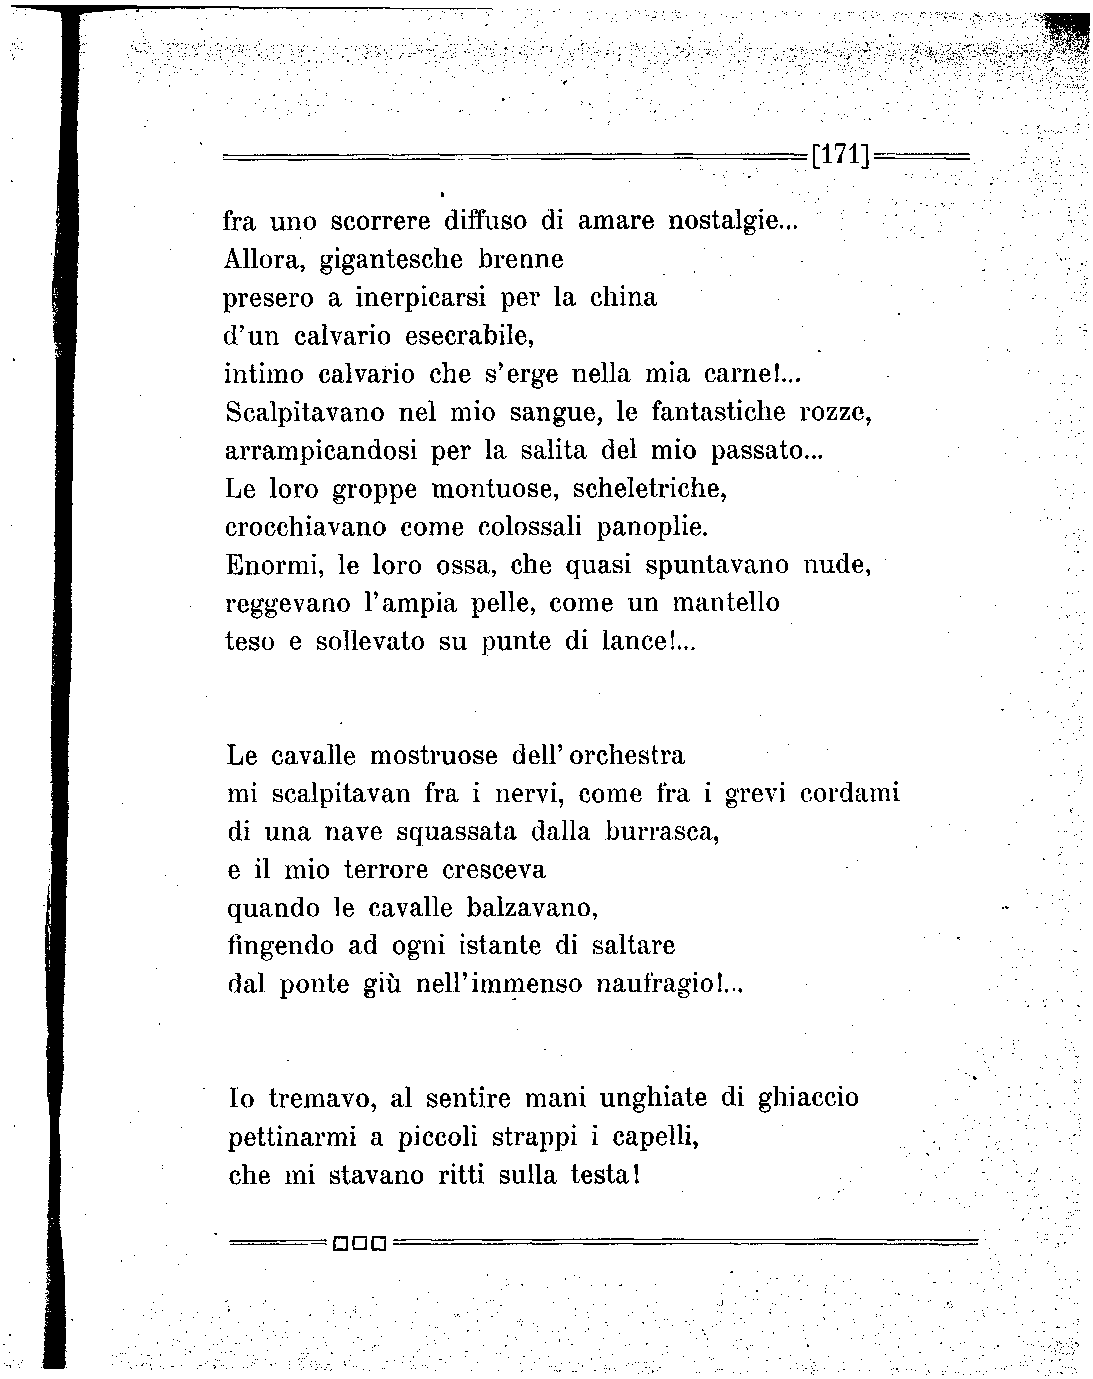 [171]
fra uno scorrere diffuso di amare nostalgie...
Allora, gigantesche brenne
presero a inerpicarsi per la china
d'un calvario esecrabile,
intimo calvario che s'erge nella mia carne!...
Scalpitavano nel mio sangue, le fantastiche rozze,
arrampicandosi per la salita del mio passato...
Le loro groppe montuose, scheletriche,
crocchiavano come colossali panoplie.
Enormi, le loro ossa, che quasi spuntavano nude,
reggevano l'ampia pelle, come un mantello
teso e sollevato su punte di lance!...
Le cavalle mostruose dell' orchestra
mi scalpitavan fra i nervi, come fra i grevi cordami
di una nave squassata dalla burrasca,
e il mio terrore cresceva
quando le cavalle balzavano,
fingendo ad ogni istante di saltare
dal ponte giù nell'immenso naufragio!...
Io tremavo, al sentire mani unghiate di ghiaccio
pettinarmi a piccoli strappi i capelli,
che mi stavano ritti sulla testa!